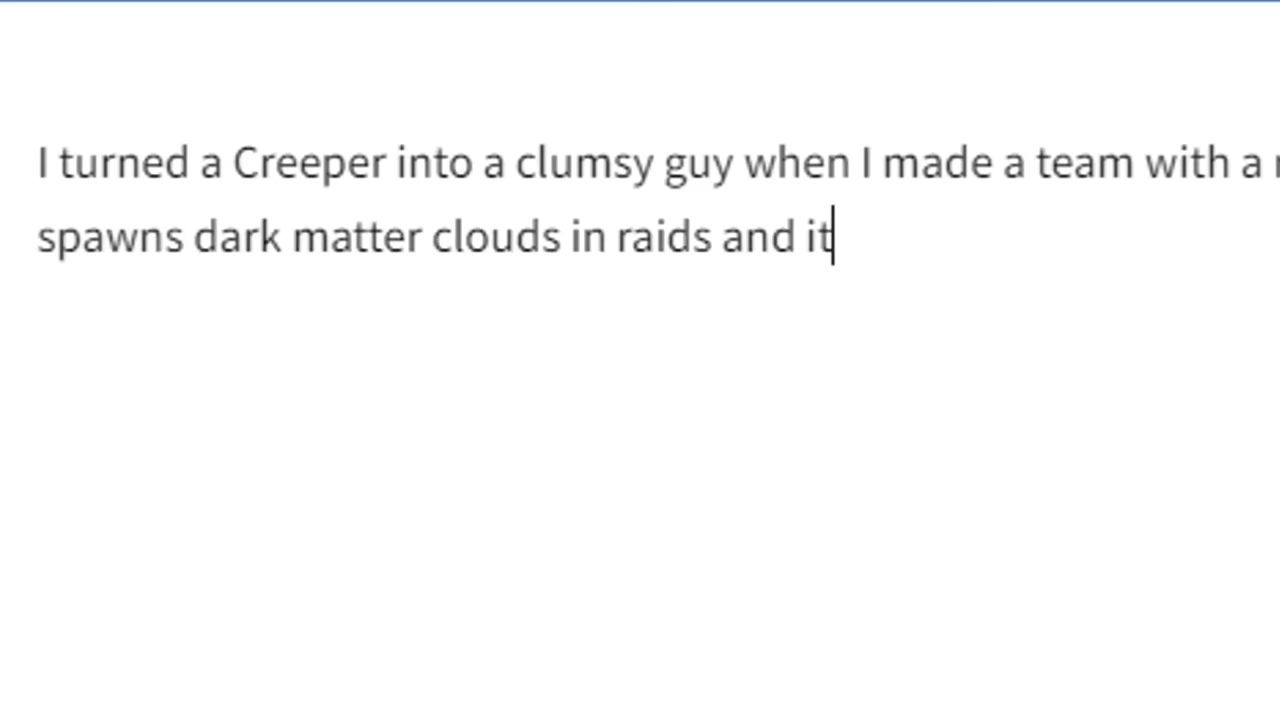 I turned a Creeper into a clumsy guy when I made a team with a
spawns dark matter clouds in raids and it